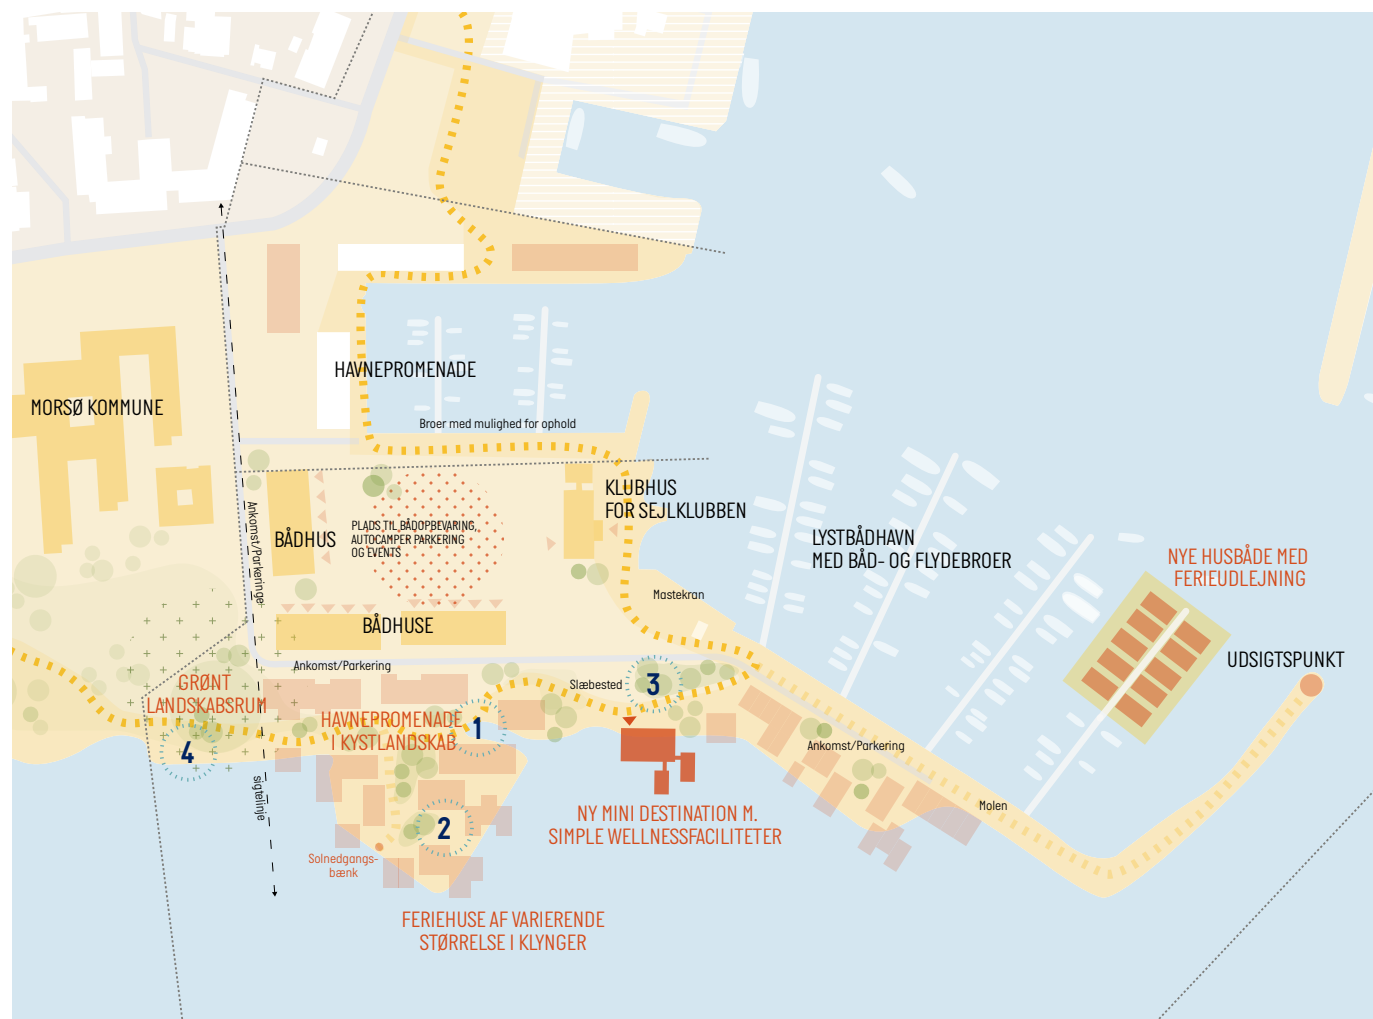 HAVNEPROMENADE
MORSØ KOMMUNE
Broer med mulighed for ophold
KLUBHUS
FOR SEJLKLUBBEN
Ankomst/Parkeringe
BÅDHUS
PLADS TIL BÅDOPBEVARING,
AUTOCAMPER PARKERING
OG EVENTS
LYSTBÅDHAVN
MED BÅD- OG FLYDEBROER
NYE HUSBÅDE MED
FERIEUDLEJNING
Mastekran
BÅDHUSE
UDSIGTSPUNKT
Ankomst/Parkering
GRØNT
LANDSKABSRUM
Slæbested
3
HAVNEPROMENADE
I KYSTLANDSKAB
1
4
Ankomst/Parkering
sigtelinje
Molen
NY MINI DESTINATION M.
SIMPLE WELLNESSFACILITETER
2
Solnedgangs-
bænk
FERIEHUSE AF VARIERENDE
STØRRELSE I KLYNGER